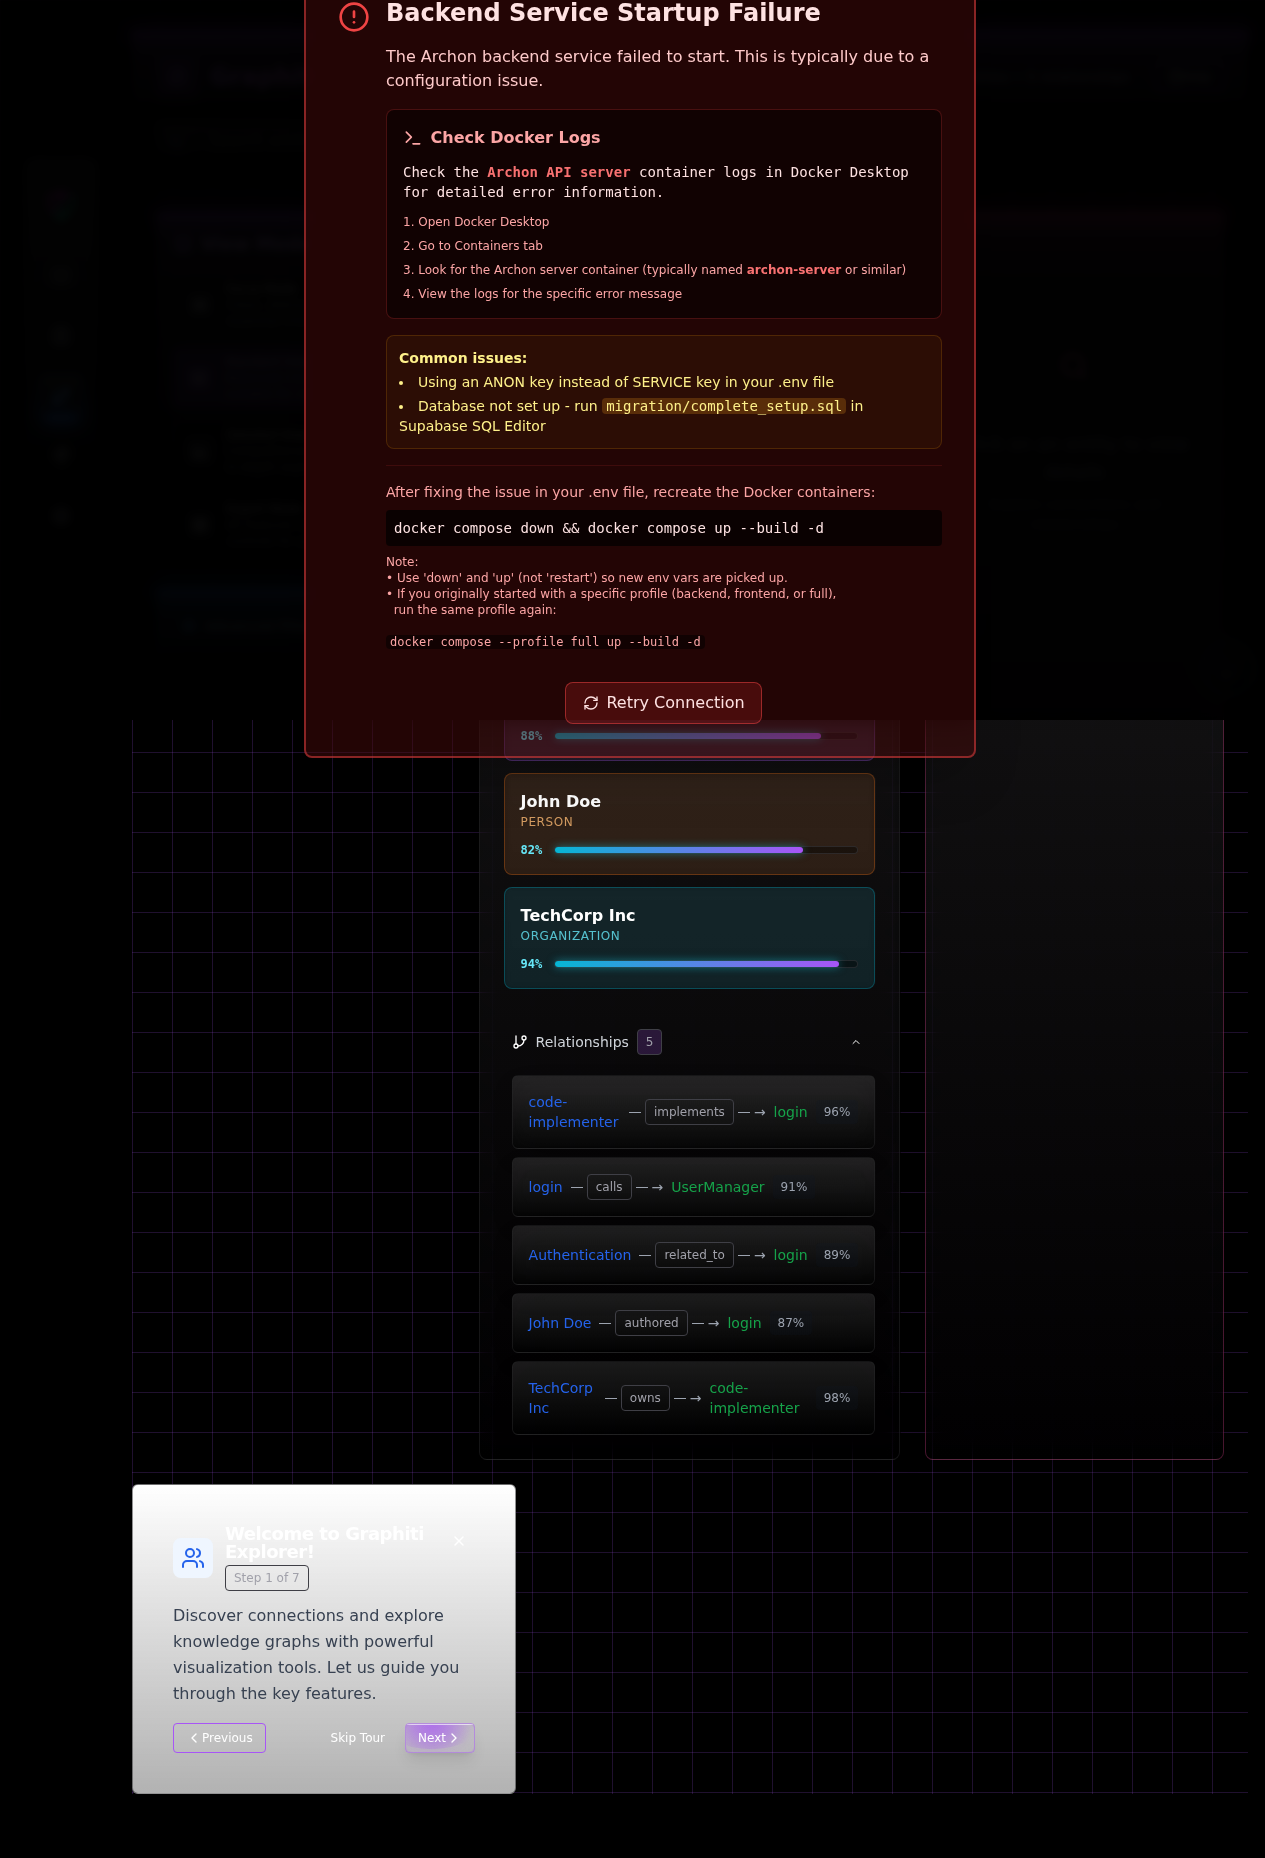 Backend Service Startup Failure
The Archon backend service failed to start. This is typically due to a
configuration issue.
Check Docker Logs
Check the Archon API server container logs in Docker Desktop
for detailed error information.
1. Open Docker Desktop
2. Go to Containers tab
3. Look for the Archon server container (typically named archon-server or similar)
4. View the logs for the specific error message
Common issues:
• Using an ANON key instead of SERVICE key in your .env file
• Database not set up - run migration/complete_setup.sql in
Supabase SQL Editor
After fixing the issue in your .env file, recreate the Docker containers:
docker compose down && docker compose up --build -d
Note:
• Use 'down' and 'up' (not 'restart') so new env vars are picked up.
• If you originally started with a specific profile (backend, frontend, or full),
run the same profile again:
docker compose --profile full up --build -d
Retry Connection
88%
John Doe
PERSON
82%
TechCorp Inc
ORGANIZATION
94%
Relationships 5
code-
implementer — implements — → login 96%
login — calls — → UserManager 91%
Authentication — related_to — → login 89%
John Doe — authored — → login 87%
TechCorp
Inc — owns — → code-
implementer 98%
Welcome to Graphiti
Explorer!
Step 1 of 7
Discover connections and explore
knowledge graphs with powerful
visualization tools. Let us guide you
through the key features.
Previous Skip Tour Next